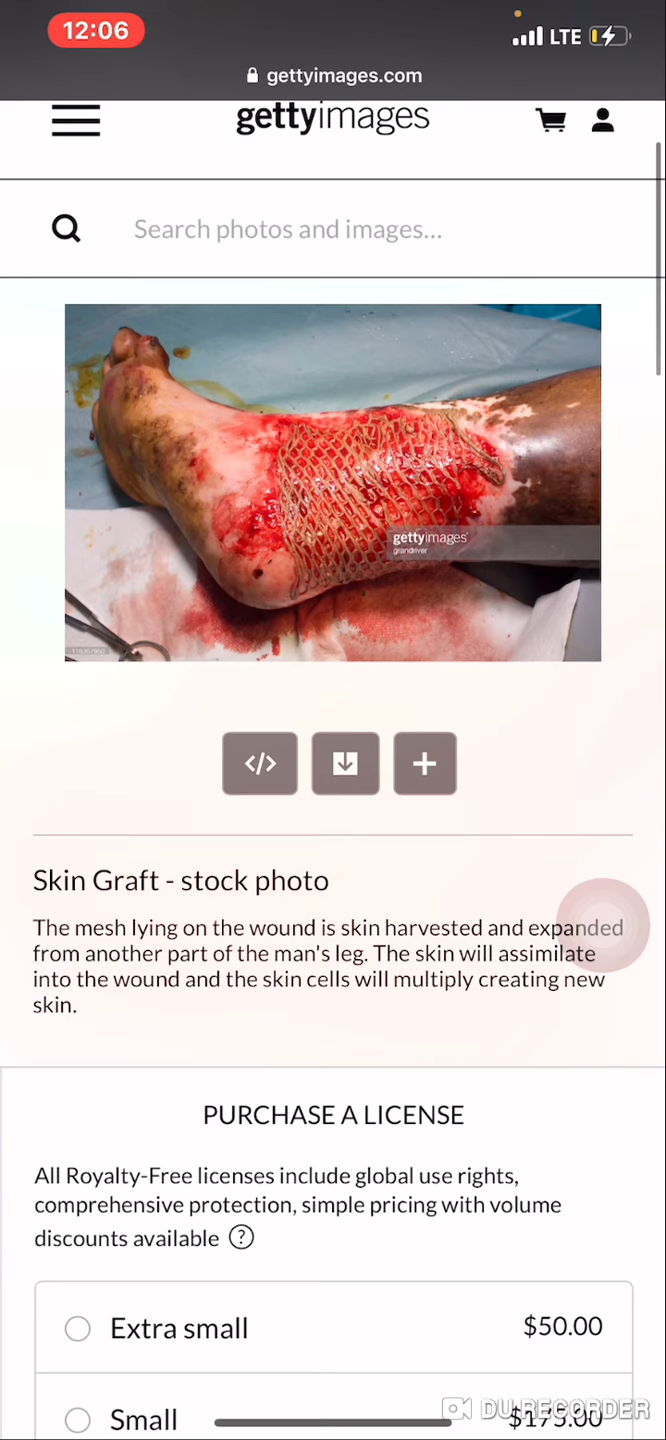 12:06
LTE
gettyimages.com
gettyimages
Search photos and images...
gettyimages
grandriver
Skin Graft - stock photo
The mesh lying on the wound is skin harvested and expanded
from another part of the man's leg. The skin will assimilate
into the wound and the skin cells will multiply creating new
skin.
PURCHASE A LICENSE
All Royalty-Free licenses include global use rights,
comprehensive protection, simple pricing with volume
discounts available ?
Extra small $50.00
Small $175.00
DU RECORDER